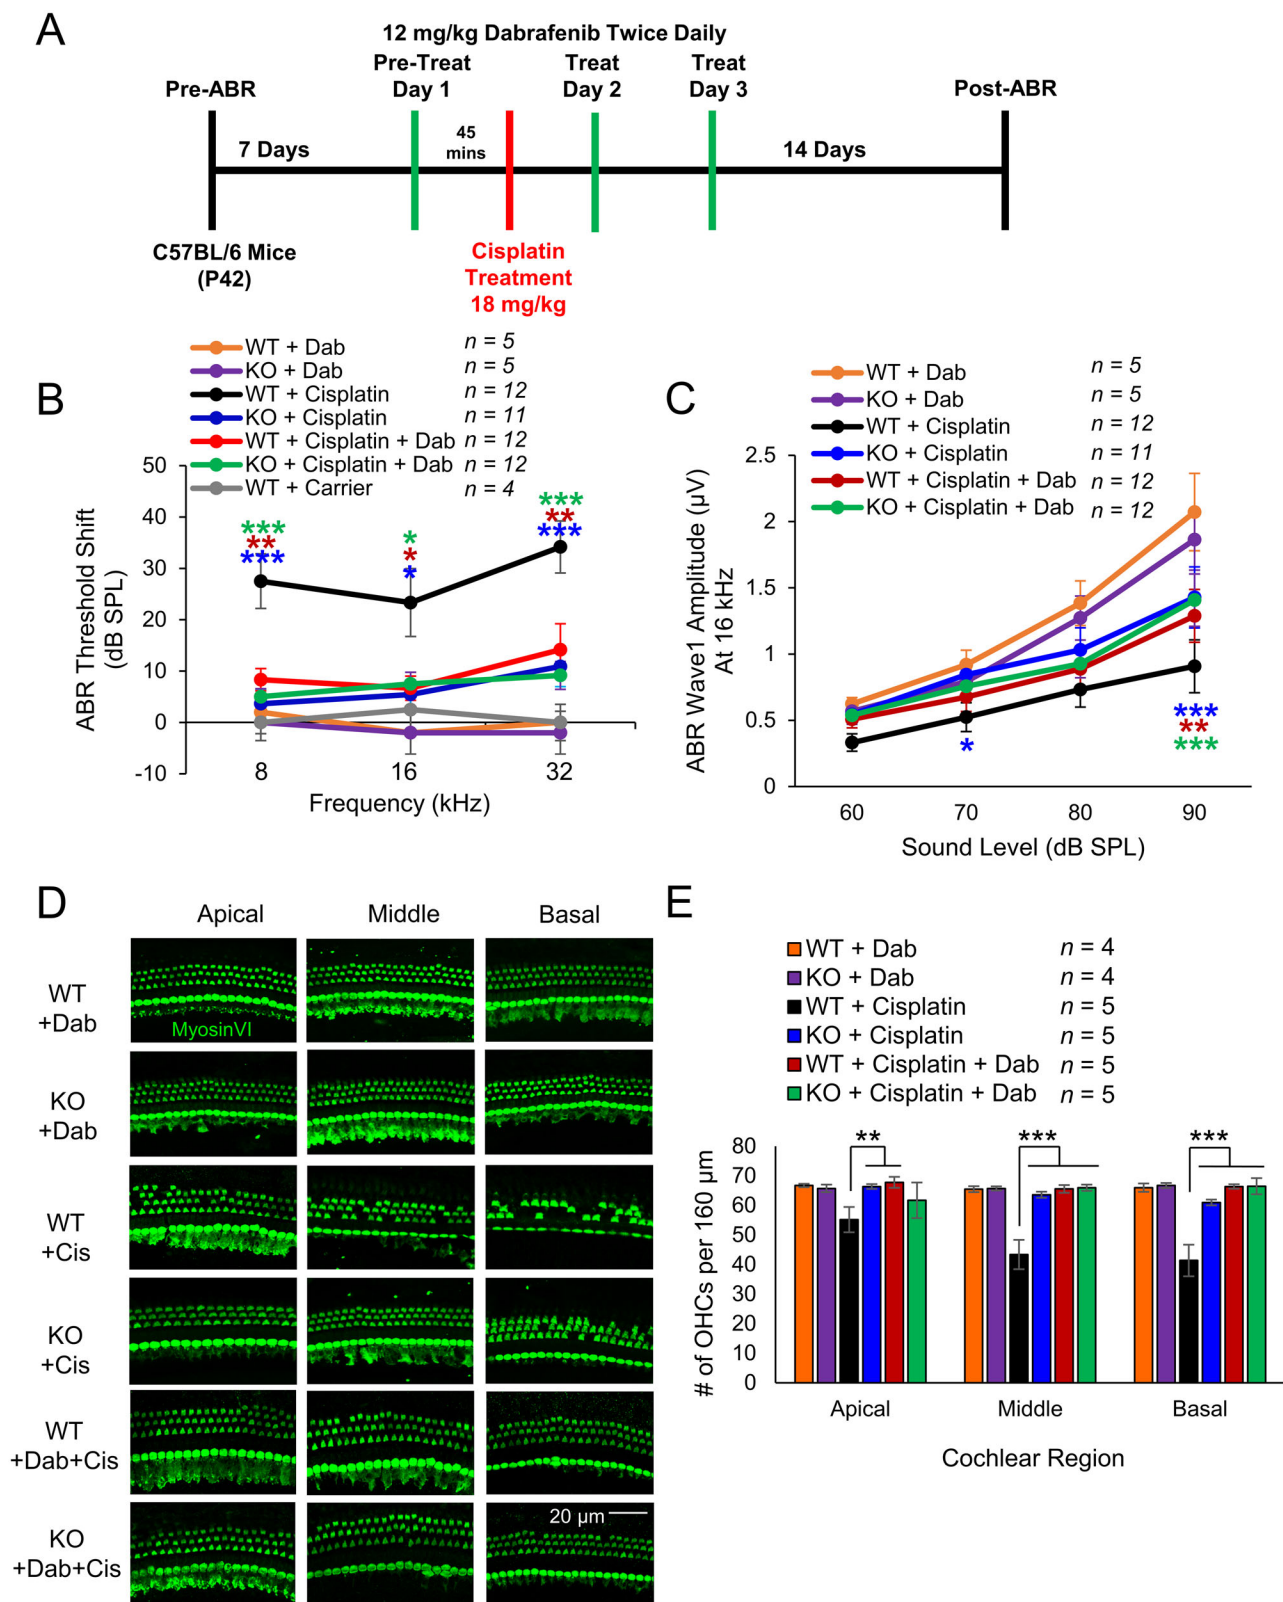 A
12 mg/kg Dabrafenib Twice Daily
Pre-ABR
Pre-Treat
Day 1
Treat
Day 2
Treat
Day 3
Post-ABR
7 Days
45
mins
14 Days
C57BL/6 Mice
(P42)
Cisplatin
Treatment
18 mg/kg
B
WT + Dab n = 5
KO + Dab n = 5
WT + Cisplatin n = 12
KO + Cisplatin n = 11
WT + Cisplatin + Dab n = 12
KO + Cisplatin + Dab n = 12
WT + Carrier n = 4
ABR Threshold Shift
(dB SPL)
50
40
30
20
10
0
-10
***
**
***
*
*
*
***
**
***
8 16 32
Frequency (kHz)
C
WT + Dab n = 5
KO + Dab n = 5
WT + Cisplatin n = 12
KO + Cisplatin n = 11
WT + Cisplatin + Dab n = 12
KO + Cisplatin + Dab n = 12
ABR Wave1 Amplitude (µV)
At 16 kHz
2.5
2
1.5
1
0.5
0
*
***
**
***
60 70 80 90
Sound Level (dB SPL)
D
Apical Middle Basal
WT
+Dab
MyosinVI
KO
+Dab
WT
+Cis
KO
+Cis
WT
+Dab+Cis
KO
+Dab+Cis
20 µm
E
WT + Dab n = 4
KO + Dab n = 4
WT + Cisplatin n = 5
KO + Cisplatin n = 5
WT + Cisplatin + Dab n = 5
KO + Cisplatin + Dab n = 5
# of OHCs per 160 µm
80
70
60
50
40
30
20
10
0
** *** ***
Apical Middle Basal
Cochlear Region